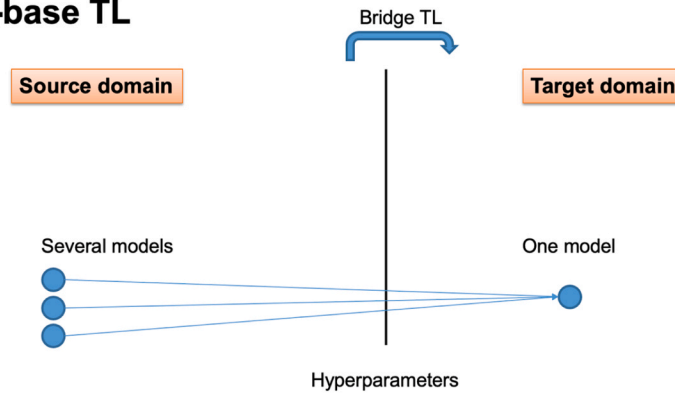 -base TL
Bridge TL
Source domain
Target domain
Several models
One model
Hyperparameters